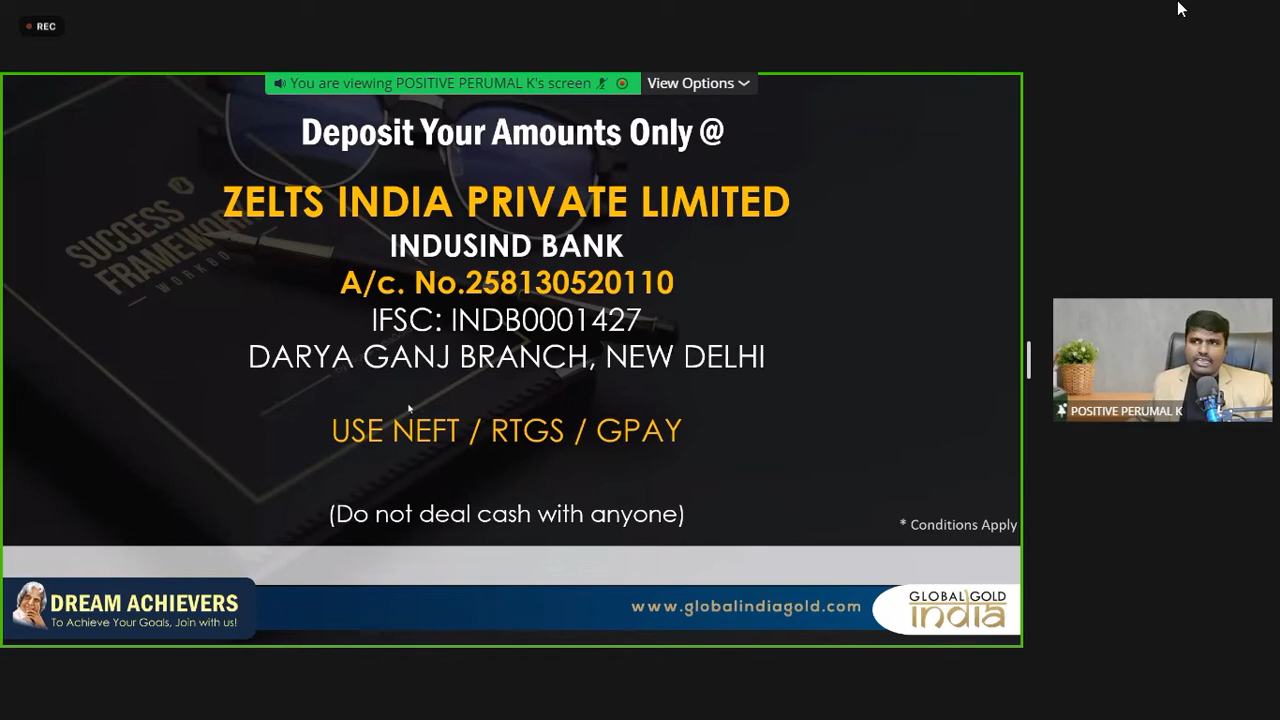 REC
You are viewing POSITIVE PERUMAL K's screen
View Options
Deposit Your Amounts Only @
ZELTS INDIA PRIVATE LIMITED
INDUSIND BANK
A/c. No.258130520110
IFSC: INDB0001427
DARYA GANJ BRANCH, NEW DELHI
USE NEFT / RTGS / GPAY
(Do not deal cash with anyone)
* Conditions Apply
SUCCESS
FRAMEWORK
WORKBO
POSITIVE PERUMAL K
DREAM ACHIEVERS
To Achieve Your Goals, Join with us!
www.globalindiagold.com
GLOBAL GOLD
india